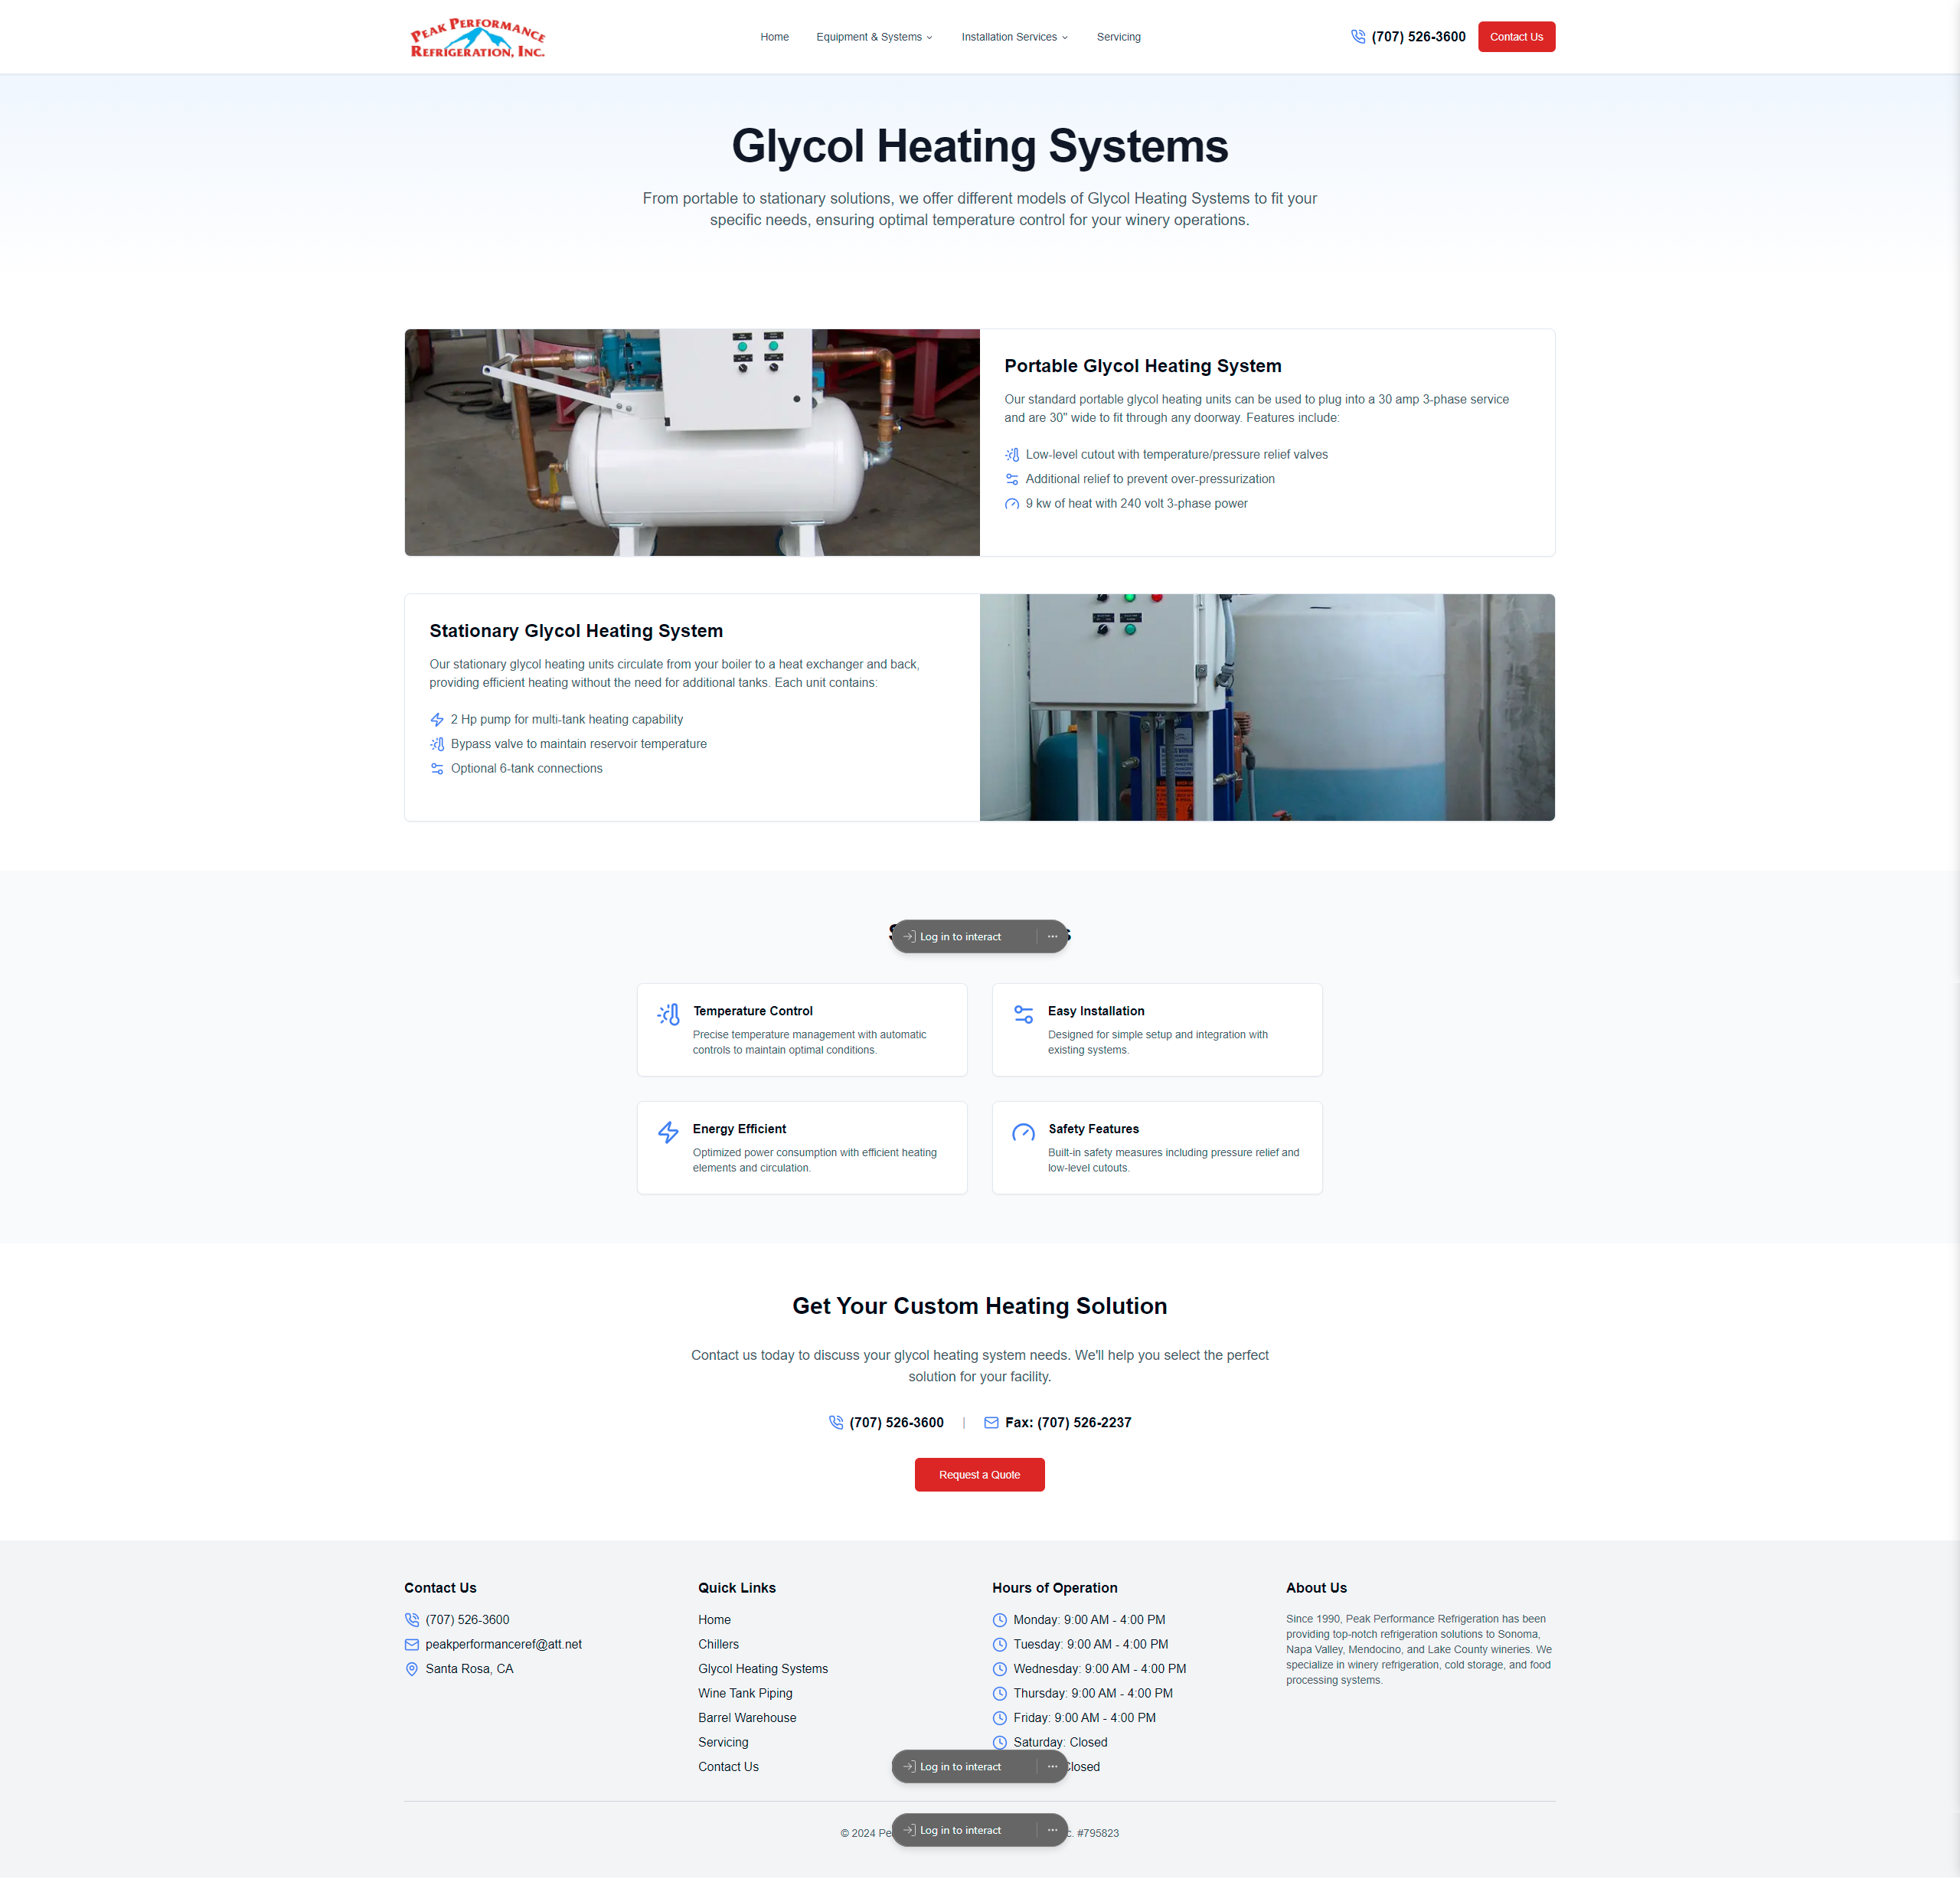 PEAK PERFORMANCE
REFRIGERATION, INC.
Home
Equipment & Systems
Installation Services
Servicing
(707) 526-3600
Contact Us
Glycol Heating Systems
From portable to stationary solutions, we offer different models of Glycol Heating Systems to fit your
specific needs, ensuring optimal temperature control for your winery operations.
Portable Glycol Heating System
Our standard portable glycol heating units can be used to plug into a 30 amp 3-phase service
and are 30" wide to fit through any doorway. Features include:
Low-level cutout with temperature/pressure relief valves
Additional relief to prevent over-pressurization
9 kw of heat with 240 volt 3-phase power
Stationary Glycol Heating System
Our stationary glycol heating units circulate from your boiler to a heat exchanger and back,
providing efficient heating without the need for additional tanks. Each unit contains:
2 Hp pump for multi-tank heating capability
Bypass valve to maintain reservoir temperature
Optional 6-tank connections
Log in to interact
Temperature Control
Precise temperature management with automatic
controls to maintain optimal conditions.
Easy Installation
Designed for simple setup and integration with
existing systems.
Energy Efficient
Optimized power consumption with efficient heating
elements and circulation.
Safety Features
Built-in safety measures including pressure relief and
low-level cutouts.
Get Your Custom Heating Solution
Contact us today to discuss your glycol heating system needs. We'll help you select the perfect
solution for your facility.
(707) 526-3600 | Fax: (707) 526-2237
Request a Quote
Contact Us
(707) 526-3600
peakperformanceref@att.net
Santa Rosa, CA
Quick Links
Home
Chillers
Glycol Heating Systems
Wine Tank Piping
Barrel Warehouse
Servicing
Contact Us
Hours of Operation
Monday: 9:00 AM - 4:00 PM
Tuesday: 9:00 AM - 4:00 PM
Wednesday: 9:00 AM - 4:00 PM
Thursday: 9:00 AM - 4:00 PM
Friday: 9:00 AM - 4:00 PM
Saturday: Closed
Closed
About Us
Since 1990, Peak Performance Refrigeration has been
providing top-notch refrigeration solutions to Sonoma,
Napa Valley, Mendocino, and Lake County wineries. We
specialize in winery refrigeration, cold storage, and food
processing systems.
Log in to interact
© 2024
Log in to interact
#795823